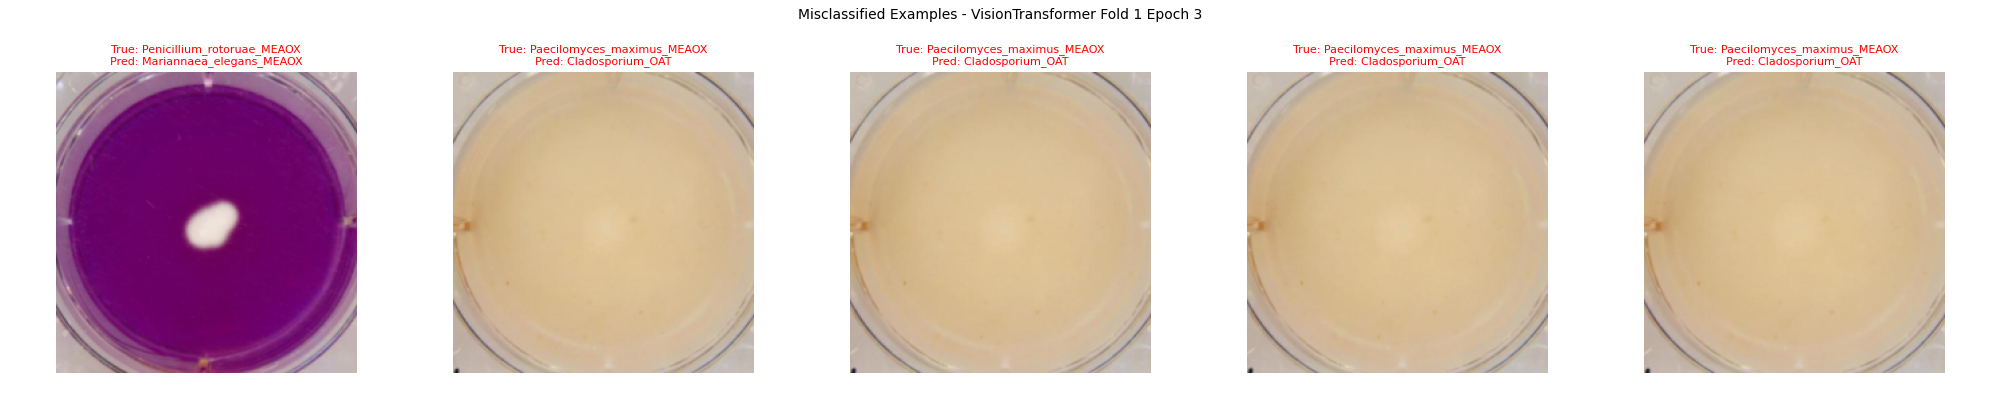 Misclassified Examples - VisionTransformer Fold 1 Epoch 3
True: Penicillium_rotoruae_MEAOX
Pred: Mariannaea_elegans_MEAOX
True: Paecilomyces_maximus_MEAOX
Pred: Cladosporium_OAT
True: Paecilomyces_maximus_MEAOX
Pred: Cladosporium_OAT
True: Paecilomyces_maximus_MEAOX
Pred: Cladosporium_OAT
True: Paecilomyces_maximus_MEAOX
Pred: Cladosporium_OAT